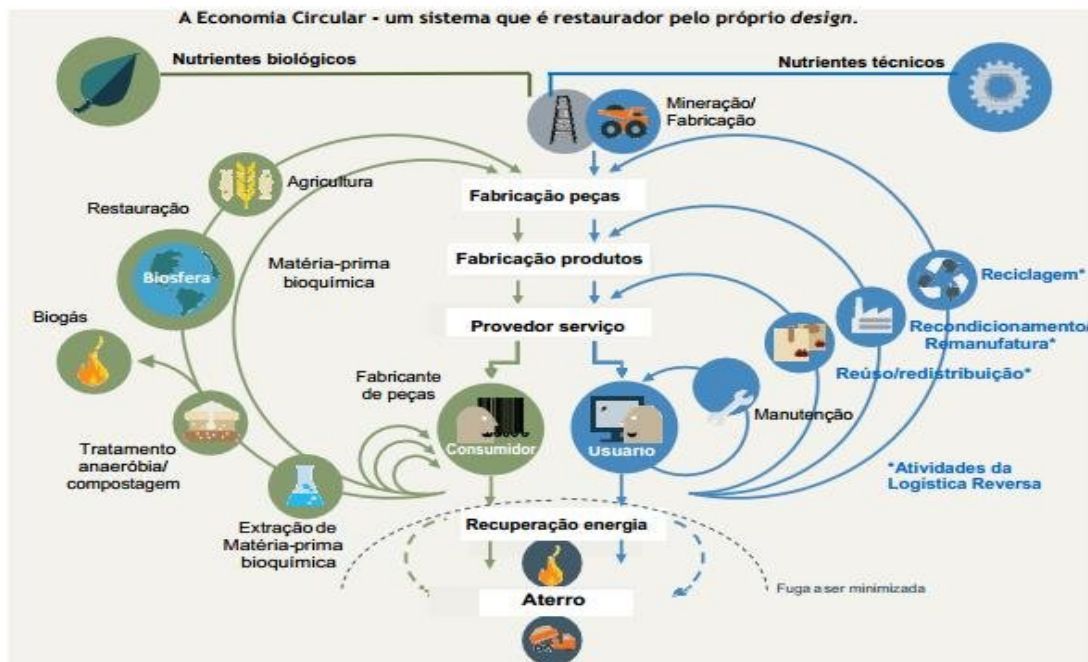 A Economia Circular - um sistema que é restaurador pelo próprio design.
Nutrientes biológicos
Nutrientes técnicos
Mineração/
Fabricação
Agricultura
Fabricação peças
Restauração
Fabricação produtos
Matéria-prima
bioquímica
Biosfera
Reciclagem*
Biogás
Provedor serviço
Recondicionamento/
Remanufatura*
Reúso/redistribuição*
Fabricante
de peças
Manutenção
Consumidor
Usuário
Tratamento
anaeróbia/
compostagem
*Atividades da
Logística Reversa
Extração de
Matéria-prima
bioquímica
Recuperação energia
Fuga a ser minimizada
Aterro